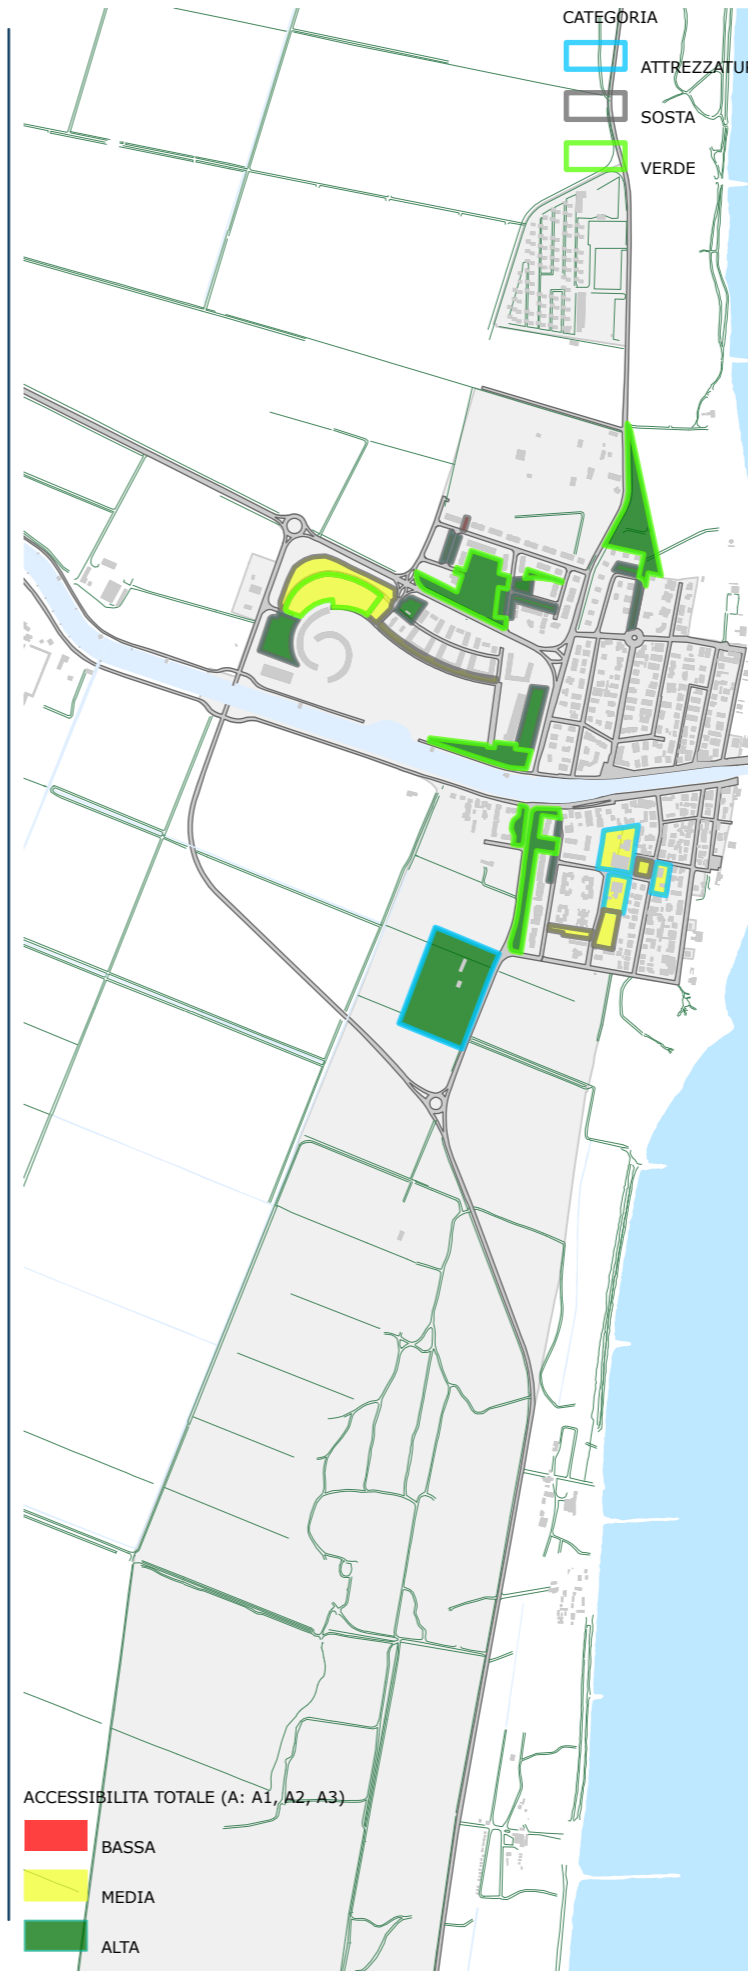 CATEGORIA
SOSTA
VERDE
ACCESSIBILITA TOTALE (A: A1, A2, A3)
BASSA
MEDIA
ALTA